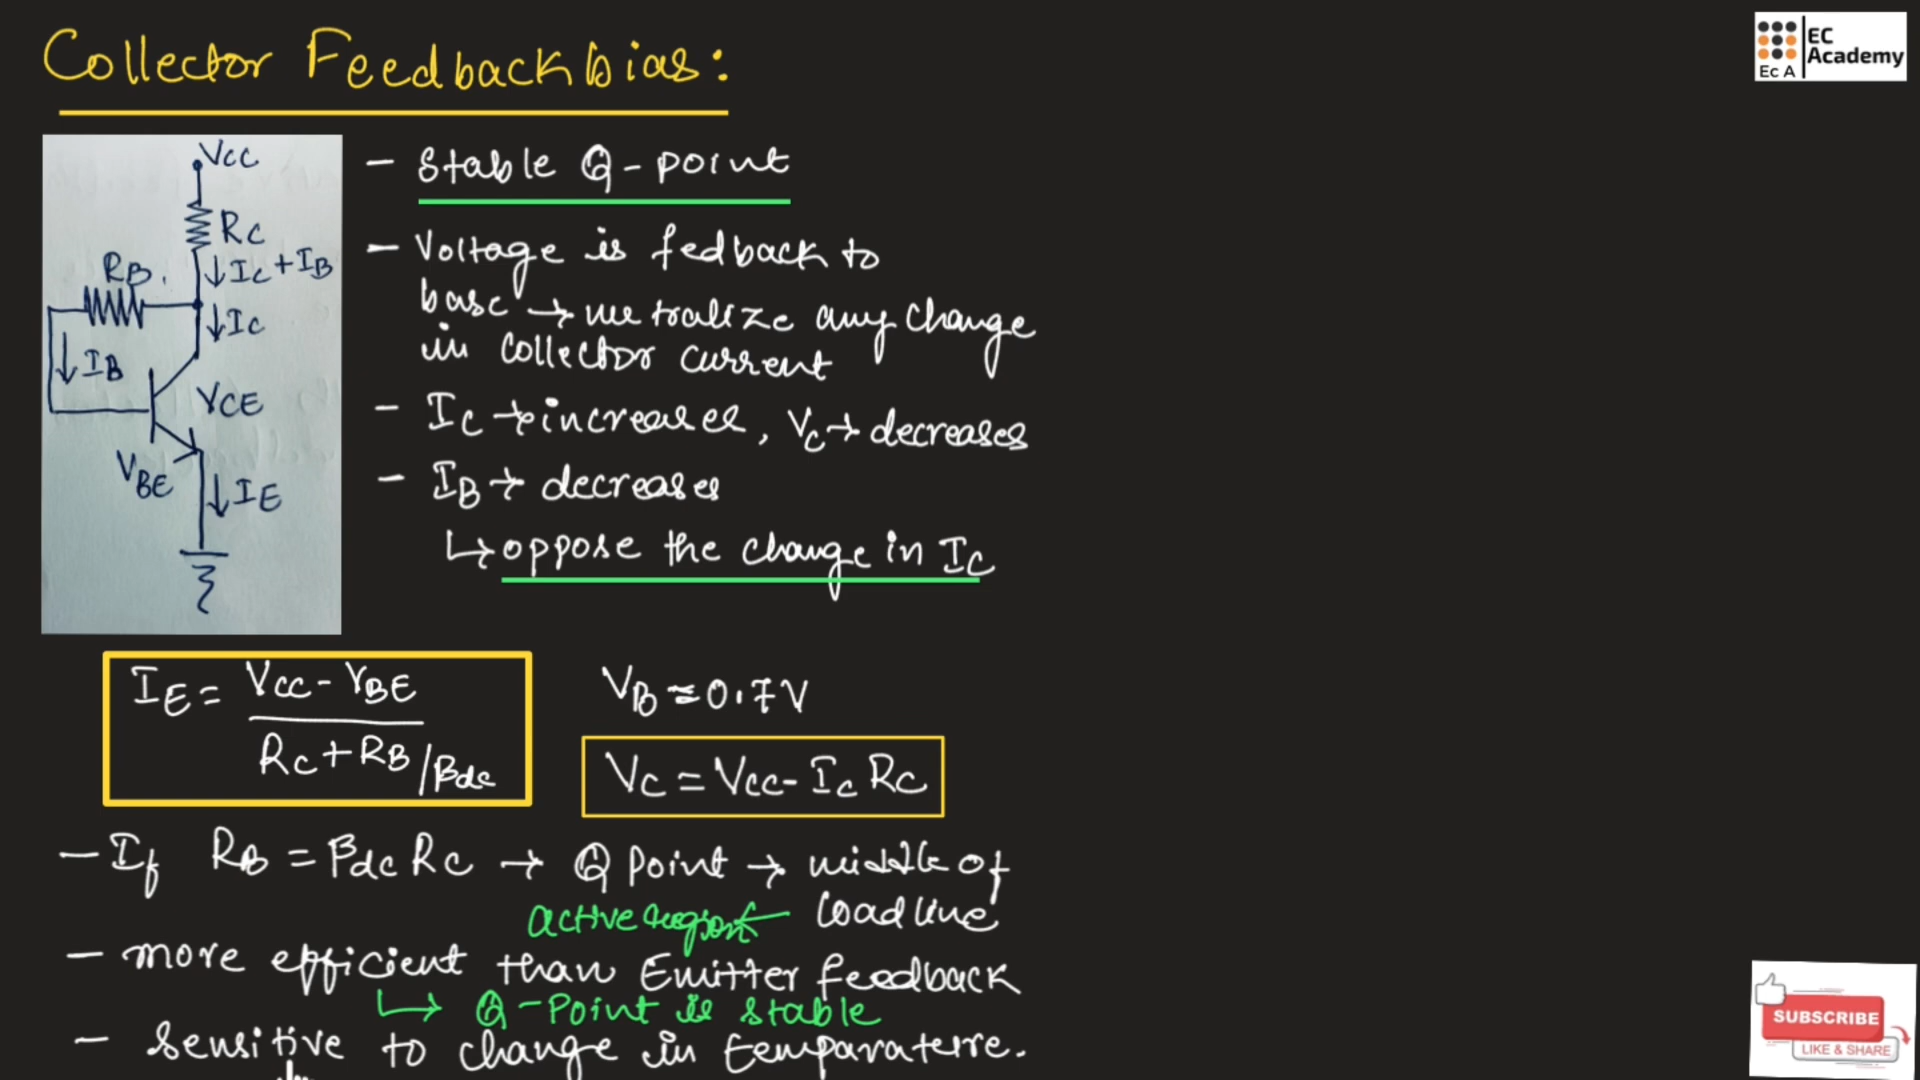 Collector Feedback bias:
EC
Academy
Ec A
VCC
RC
RB.
↓IC+IB
↓IC
↓IB
VCE
VBE
↓IE
- Stable Q-point
- Voltage is fedback to
base → neutralize any change
in collector current
- IC → increases, VC → decreases
- IB → decreases
↳ oppose the change in IC
IE = VCC - VBE
RC + RB/βdc
VB ≈ 0.7V
VC = VCC - IC RC
- If RB = βdc RC → Q Point → middle of
active region ← load line
- more efficient than Emitter feedback
↳ Q-Point is stable
- Sensitive to change in temparaterre.
SUBSCRIBE
LIKE & SHARE